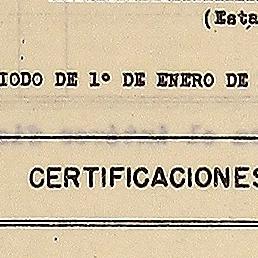 (Esta
IODO DE 1º DE ENERO DE
CERTIFICACIONES